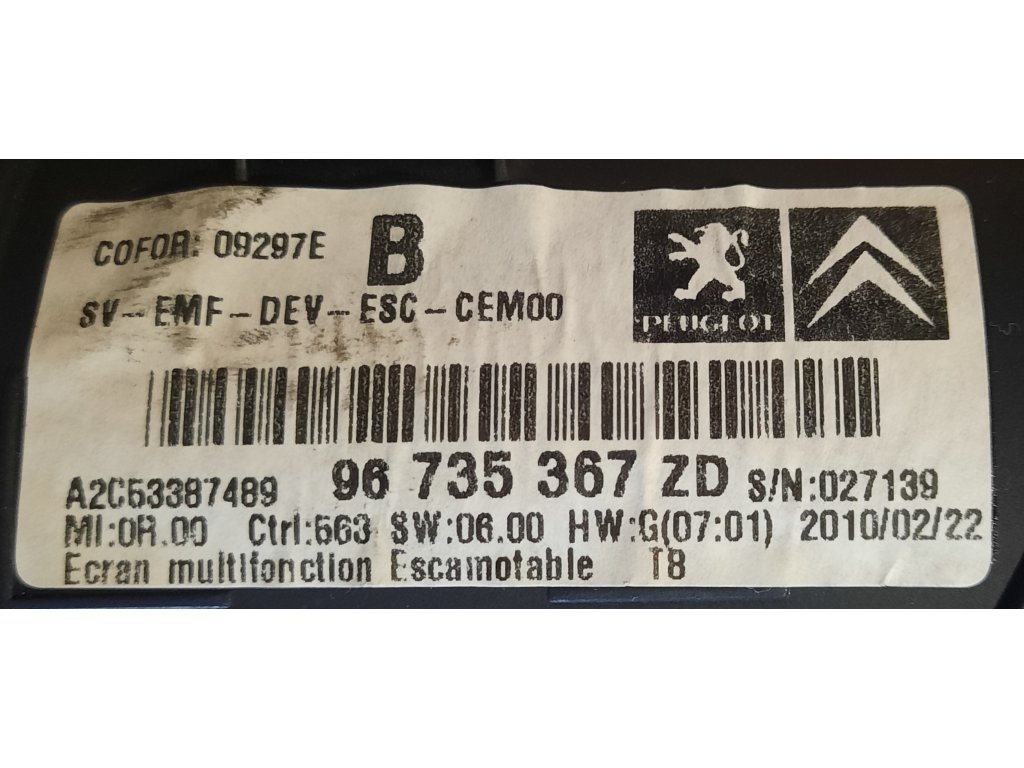 COFOR: 09297E B
PEUGEOT
SV-EMF-DEV-ESC-CEM00
96 735 367 ZD
A2C53387489 S/N:027139
MI:0R.00 Ctrl:563 SW:06.00 HW:G(07:01) 2010/02/22
Ecran multifonction Escamotable T8